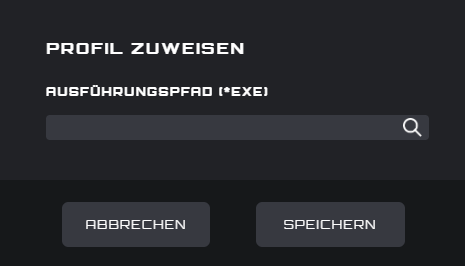 PROFIL ZUWEISEN
AUSFÜHRUNGSPFAD (*EXE)
ABBRECHEN
SPEICHERN